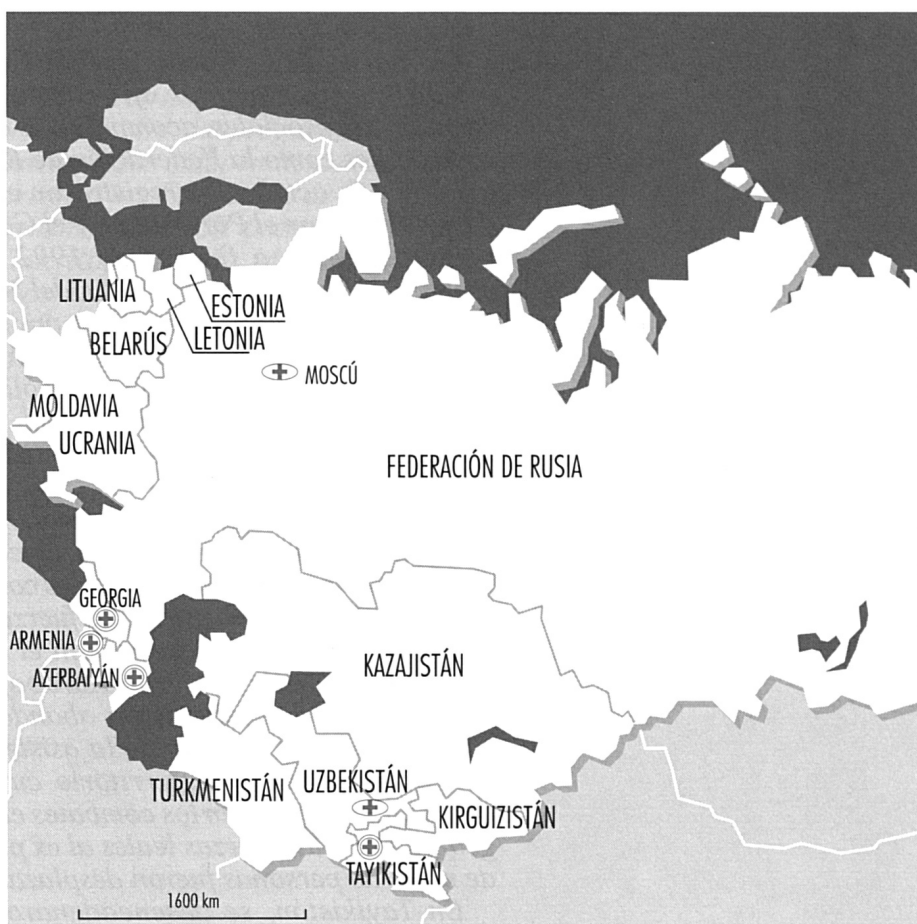 LITUANIA
ESTONIA
LETONIA
BELARÚS
MOSCÚ
MOLDAVIA
UCRANIA
FEDERACIÓN DE RUSIA
GEORGIA
ARMENIA
AZERBAIYÁN
KAZAJISTÁN
TURKMENISTÁN
UZBEKISTÁN
KIRGUIZISTÁN
TAYIKISTÁN
1600 km